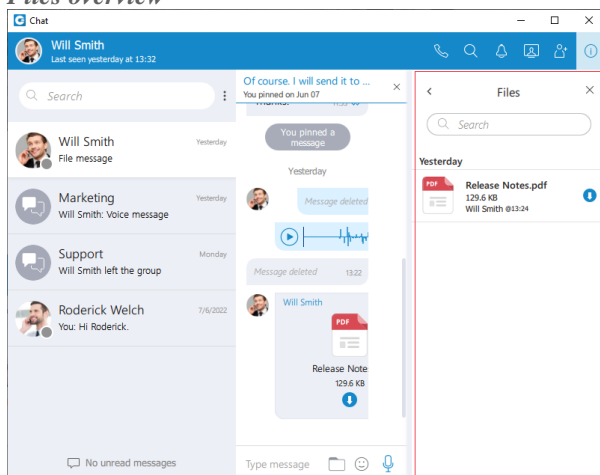 Files overview
Chat
Will Smith
Last seen yesterday at 13:32
Search
Will Smith
Yesterday
File message
Marketing
Yesterday
Will Smith: Voice message
Support
Monday
Will Smith left the group
Roderick Welch
7/6/2022
You: Hi Roderick.
No unread messages
Of course. I will send it to ...
You pinned on Jun 07
Thanks.
You pinned a
message
Yesterday
Message deleted
Message deleted 13:22
Will Smith
PDF
Release Note
129.6 KB
Type message
Files
Search
Yesterday
PDF
Release Notes.pdf
129.6 KB
Will Smith @13:24